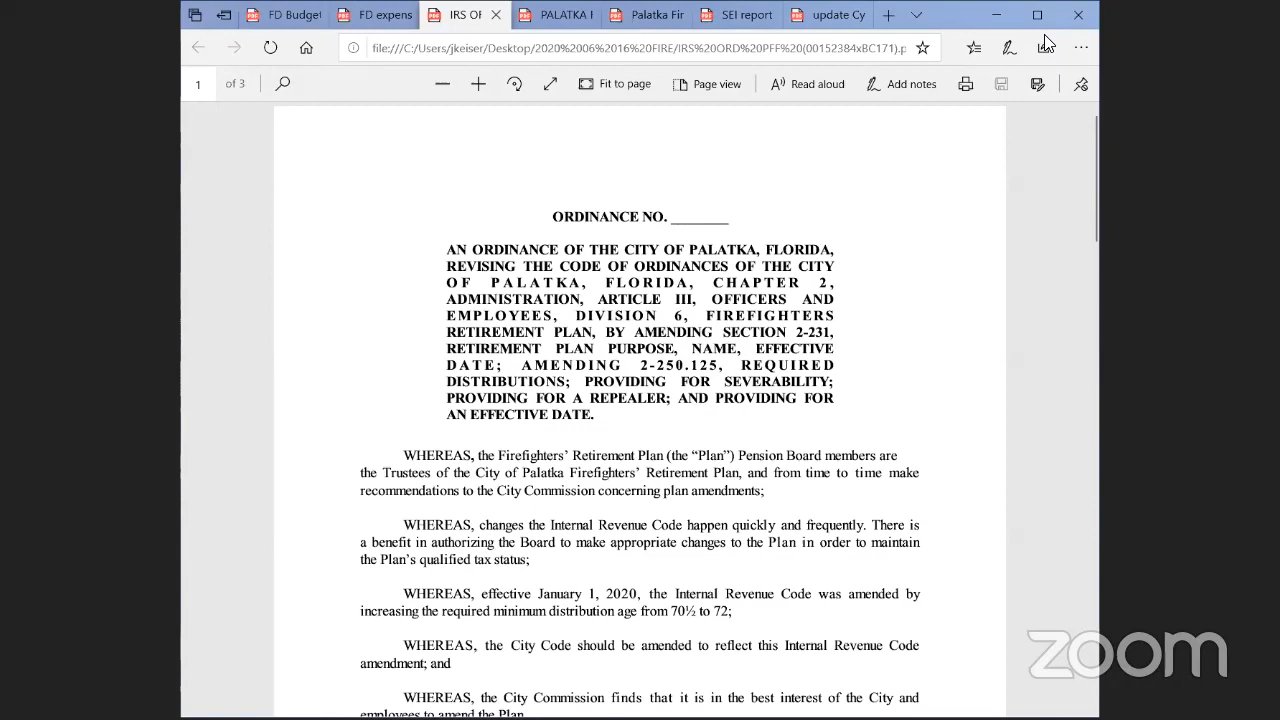 FD Budget
FD expens
IRS OF
PALATKA I
Palatka Fir
SEI report
update Cy
file:///C:/Users/jkeiser/Desktop/2020%2006%2016%20FIRE/IRS%20ORD%20PFF%20(00152384xBC171).p
1 of 3
Fit to page
Page view
Read aloud
Add notes
ORDINANCE NO. ________
AN ORDINANCE OF THE CITY OF PALATKA, FLORIDA,
REVISING THE CODE OF ORDINANCES OF THE CITY
OF PALATKA, FLORIDA, CHAPTER 2,
ADMINISTRATION, ARTICLE III, OFFICERS AND
EMPLOYEES, DIVISION 6, FIREFIGHTERS
RETIREMENT PLAN, BY AMENDING SECTION 2-231,
RETIREMENT PLAN PURPOSE, NAME, EFFECTIVE
DATE; AMENDING 2-250.125, REQUIRED
DISTRIBUTIONS; PROVIDING FOR SEVERABILITY;
PROVIDING FOR A REPEALER; AND PROVIDING FOR
AN EFFECTIVE DATE.
WHEREAS, the Firefighters’ Retirement Plan (the “Plan”) Pension Board members are
the Trustees of the City of Palatka Firefighters’ Retirement Plan, and from time to time make
recommendations to the City Commission concerning plan amendments;
WHEREAS, changes the Internal Revenue Code happen quickly and frequently. There is
a benefit in authorizing the Board to make appropriate changes to the Plan in order to maintain
the Plan’s qualified tax status;
WHEREAS, effective January 1, 2020, the Internal Revenue Code was amended by
increasing the required minimum distribution age from 70½ to 72;
WHEREAS, the City Code should be amended to reflect this Internal Revenue Code
amendment; and
WHEREAS, the City Commission finds that it is in the best interest of the City and
employees to amend the Plan
zoom